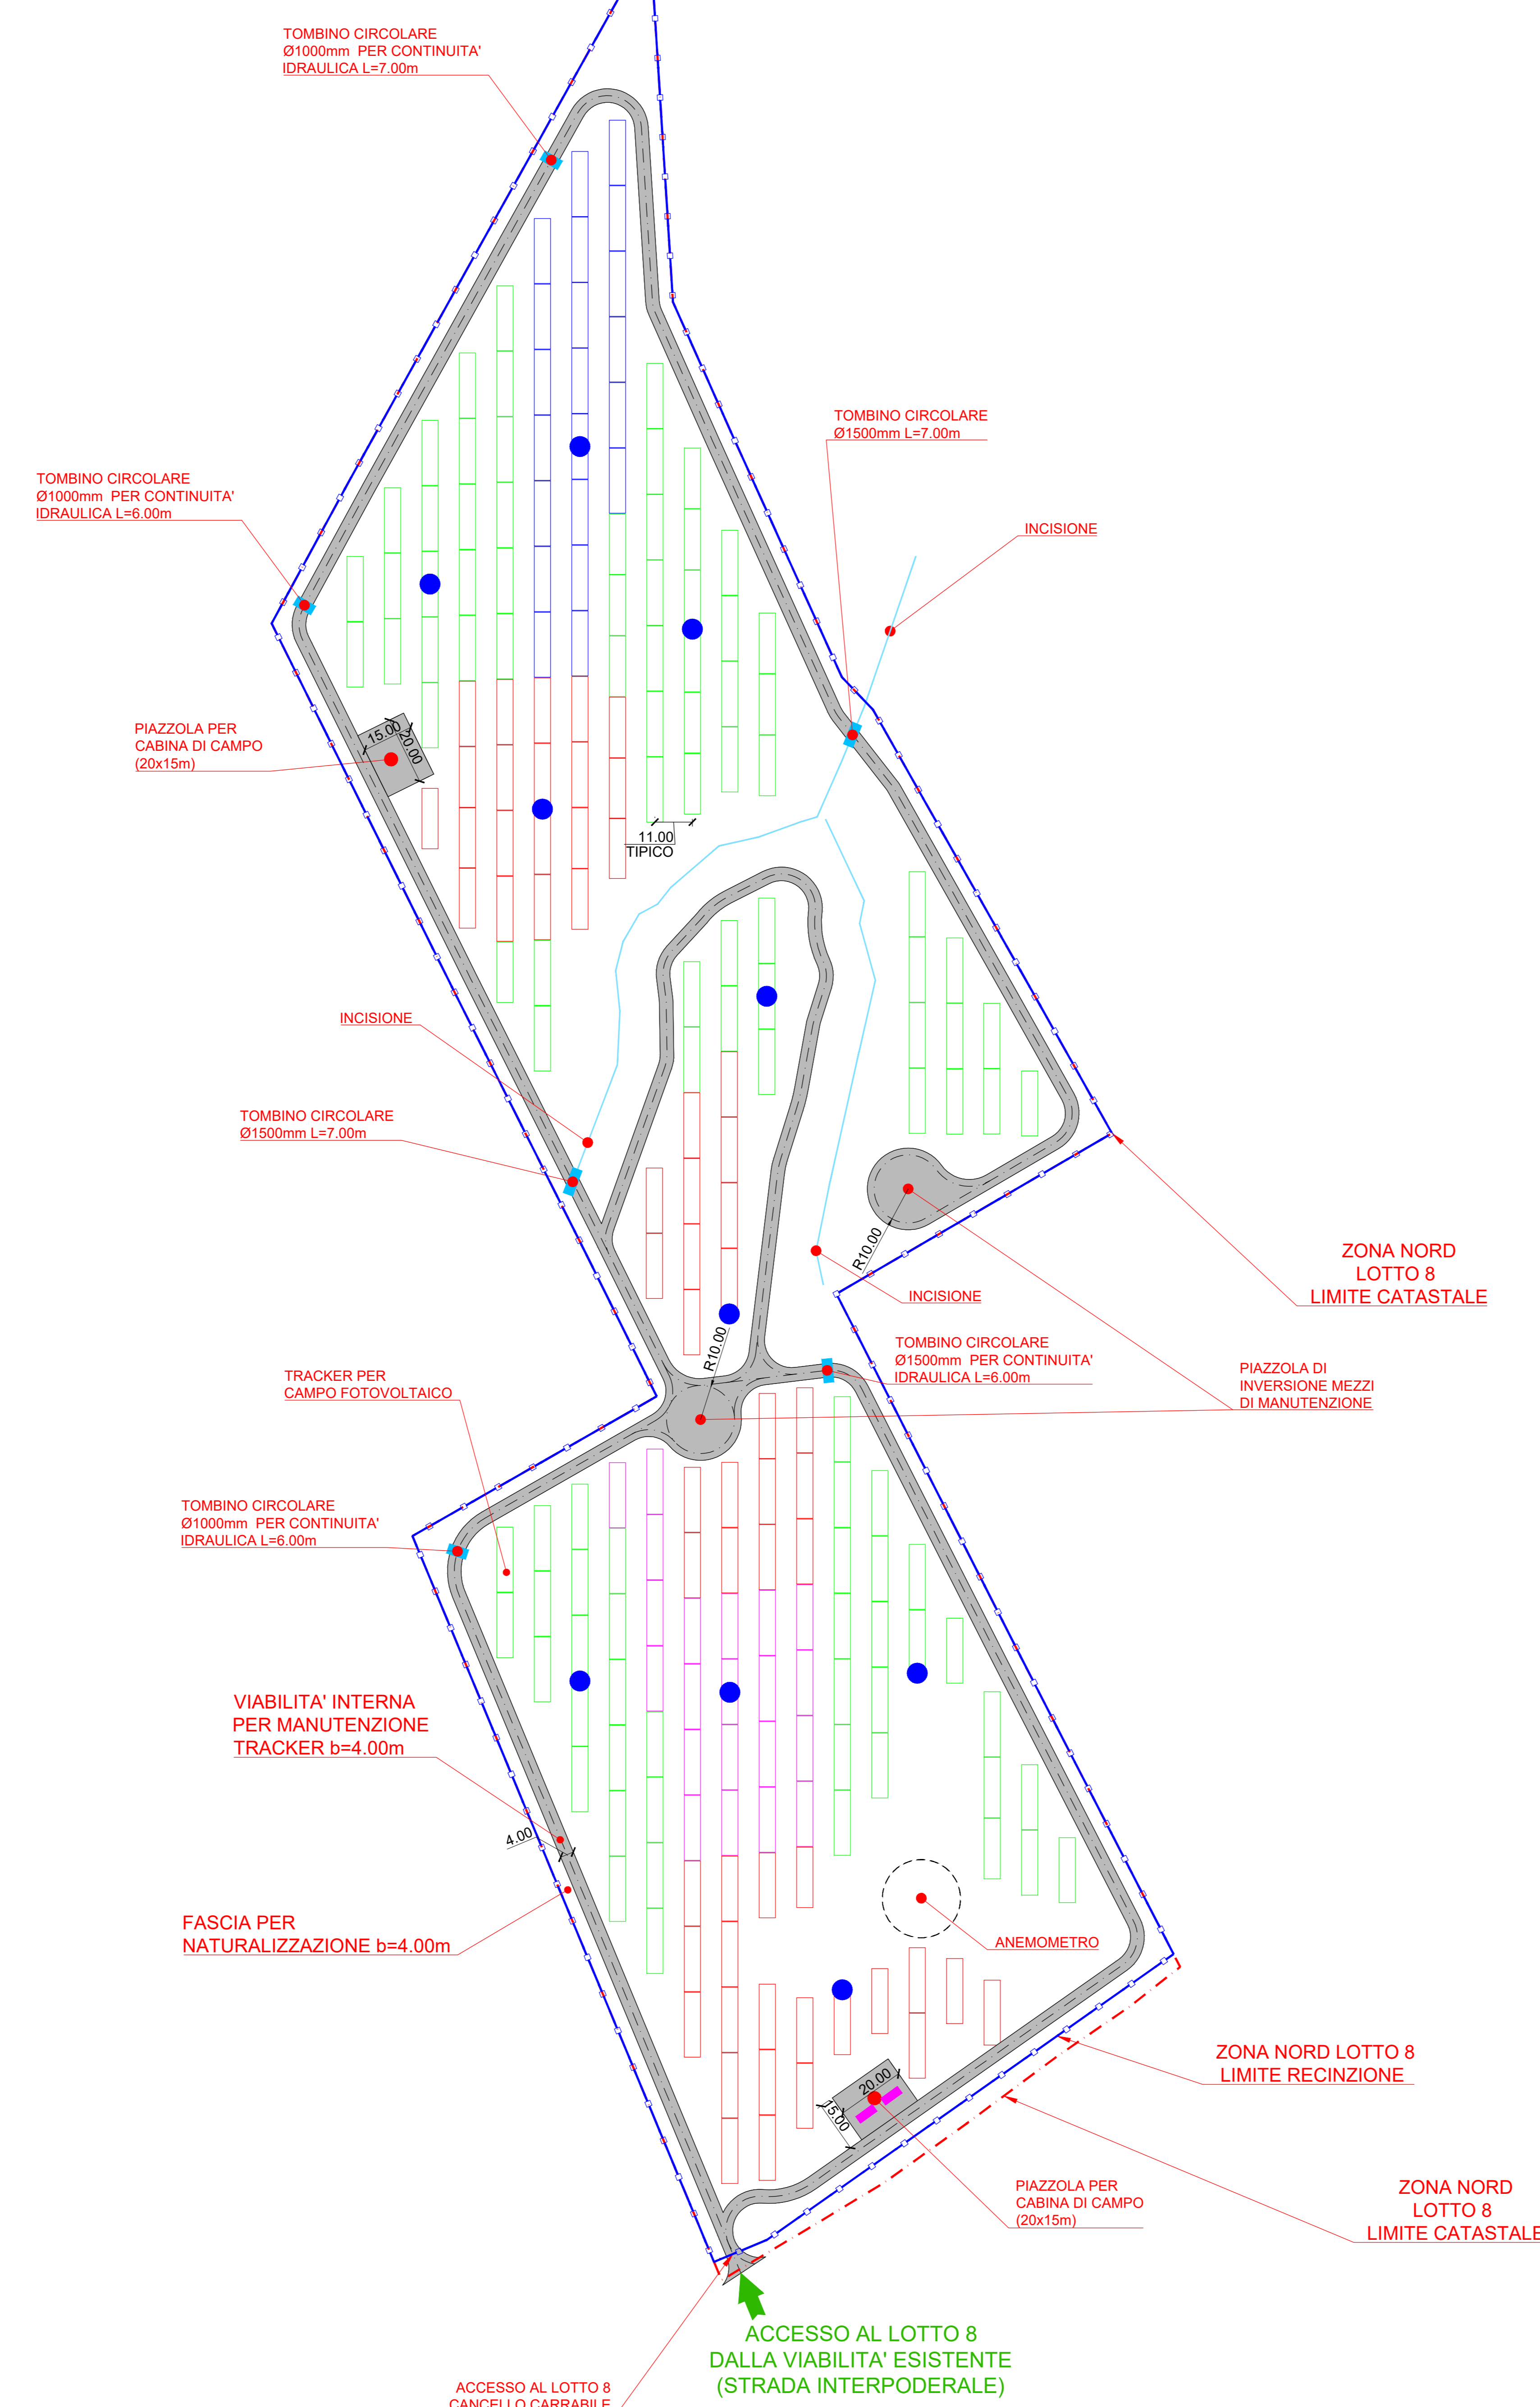 TOMBINO CIRCOLARE
Ø1000mm PER CONTINUITA'
IDRAULICA L=7.00m
TOMBINO CIRCOLARE
Ø1500mm L=7.00m
TOMBINO CIRCOLARE
Ø1000mm PER CONTINUITA'
IDRAULICA L=6.00m
INCISIONE
PIAZZOLA PER
CABINA DI CAMPO
(20x15m)
15.00
20.00
11.00
TIPICO
INCISIONE
TOMBINO CIRCOLARE
Ø1500mm L=7.00m
R10.00
ZONA NORD
LOTTO 8
LIMITE CATASTALE
INCISIONE
R10.00
TOMBINO CIRCOLARE
Ø1500mm PER CONTINUITA'
IDRAULICA L=6.00m
PIAZZOLA DI
INVERSIONE MEZZI
DI MANUTENZIONE
TRACKER PER
CAMPO FOTOVOLTAICO
TOMBINO CIRCOLARE
Ø1000mm PER CONTINUITA'
IDRAULICA L=6.00m
VIABILITA' INTERNA
PER MANUTENZIONE
TRACKER b=4.00m
4.00
FASCIA PER
NATURALIZZAZIONE b=4.00m
ANEMOMETRO
ZONA NORD LOTTO 8
LIMITE RECINZIONE
20.00
15.00
PIAZZOLA PER
CABINA DI CAMPO
(20x15m)
ZONA NORD
LOTTO 8
LIMITE CATASTALE
ACCESSO AL LOTTO 8
DALLA VIABILITA' ESISTENTE
(STRADA INTERPODERALE)
ACCESSO AL LOTTO 8
CANCELLO CARRABILE